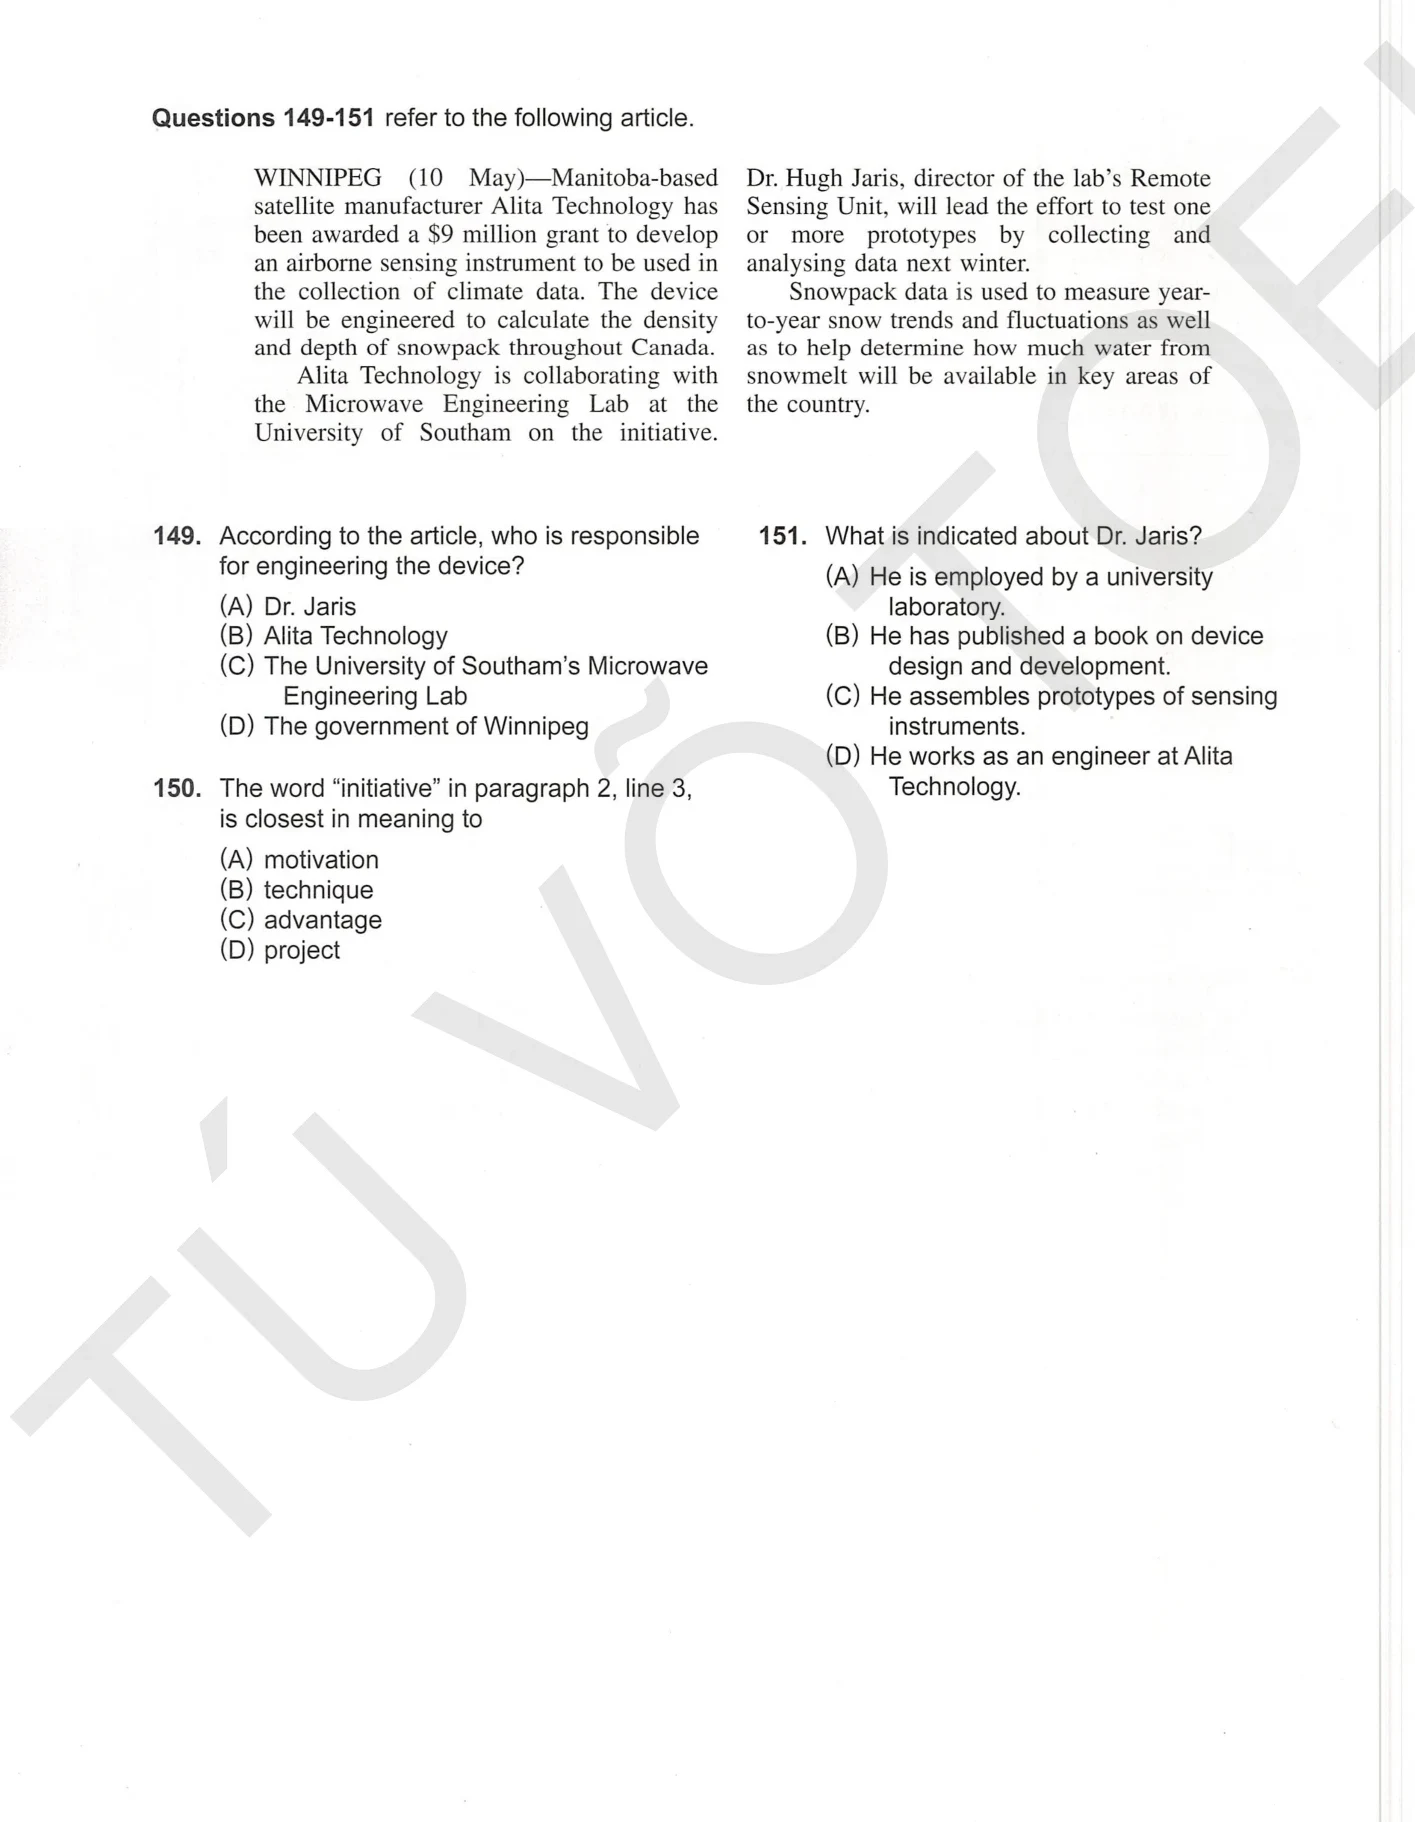 Questions 149-151 refer to the following article.
WINNIPEG (10 May)—Manitoba-based
satellite manufacturer Alita Technology has
been awarded a $9 million grant to develop
an airborne sensing instrument to be used in
the collection of climate data. The device
will be engineered to calculate the density
and depth of snowpack throughout Canada.
Alita Technology is collaborating with
the Microwave Engineering Lab at the
University of Southam on the initiative.
Dr. Hugh Jaris, director of the lab's Remote
Sensing Unit, will lead the effort to test one
or more prototypes by collecting and
analysing data next winter.
Snowpack data is used to measure year-
to-year snow trends and fluctuations as well
as to help determine how much water from
snowmelt will be available in key areas of
the country.
149. According to the article, who is responsible
for engineering the device?
(A) Dr. Jaris
(B) Alita Technology
(C) The University of Southam's Microwave
Engineering Lab
(D) The government of Winnipeg
150. The word “initiative” in paragraph 2, line 3,
is closest in meaning to
(A) motivation
(B) technique
(C) advantage
(D) project
151. What is indicated about Dr. Jaris?
(A) He is employed by a university
laboratory.
(B) He has published a book on device
design and development.
(C) He assembles prototypes of sensing
instruments.
(D) He works as an engineer at Alita
Technology.
TÚ VÕ TOE